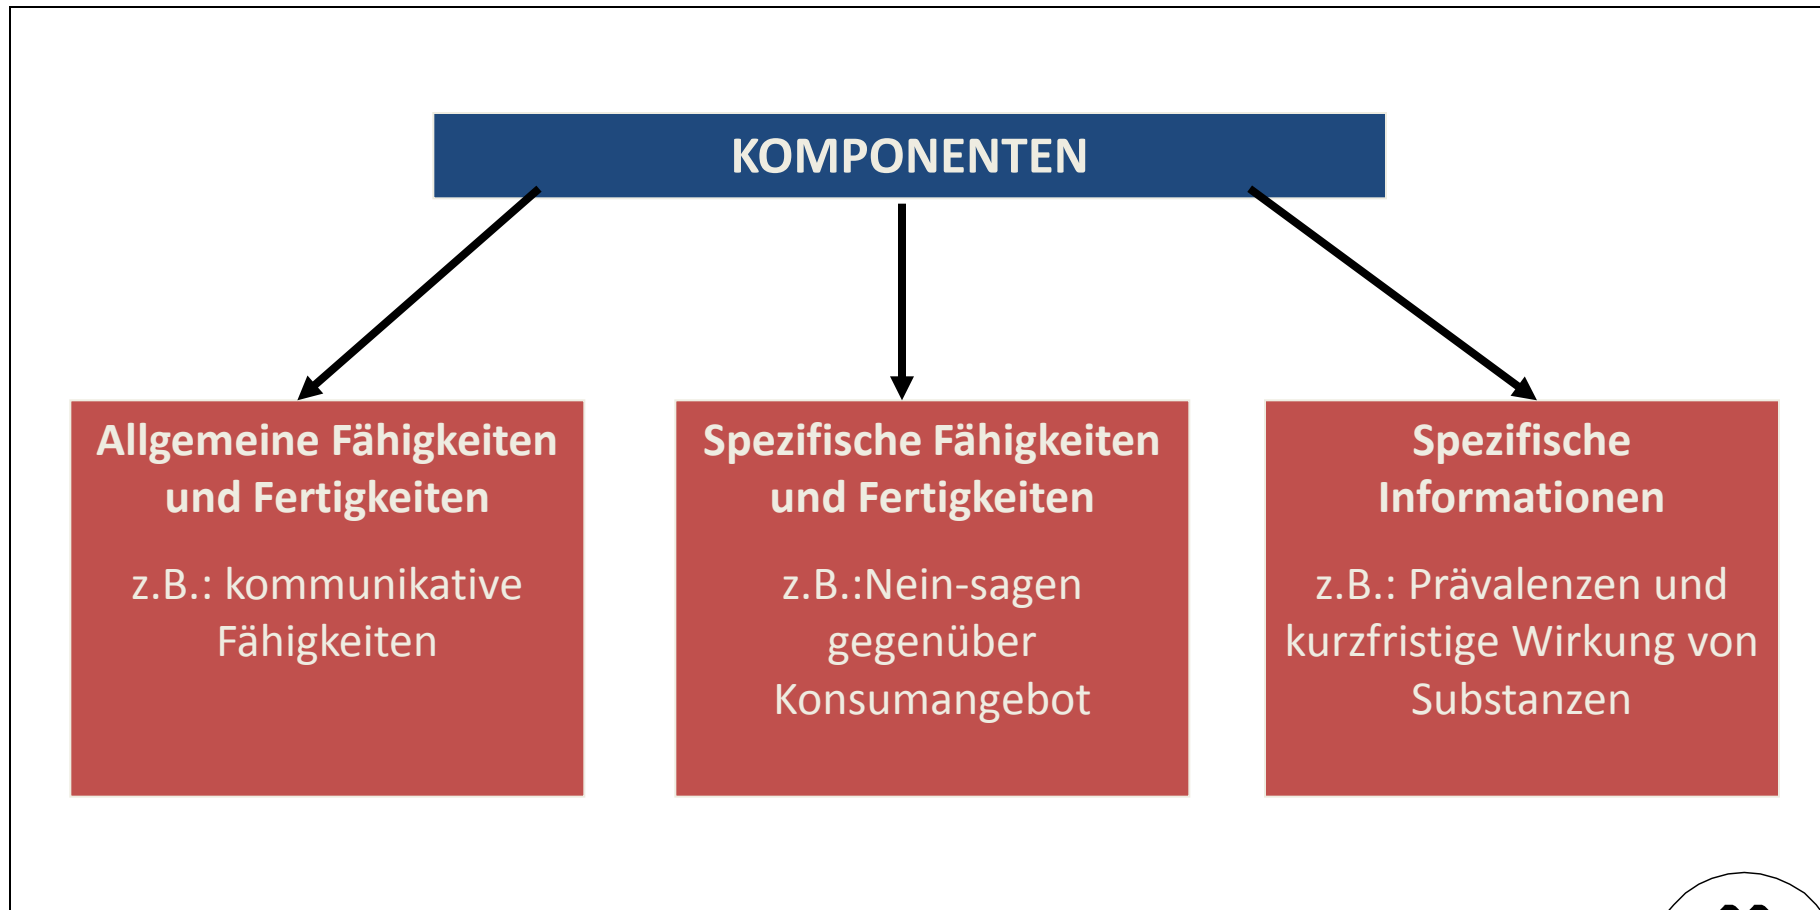 KOMPONENTEN
Allgemeine Fähigkeiten
und Fertigkeiten
z.B.: kommunikative
Fähigkeiten
Spezifische Fähigkeiten
und Fertigkeiten
z.B.:Nein-sagen
gegenüber
Konsumangebot
Spezifische
Informationen
z.B.: Prävalenzen und
kurzfristige Wirkung von
Substanzen